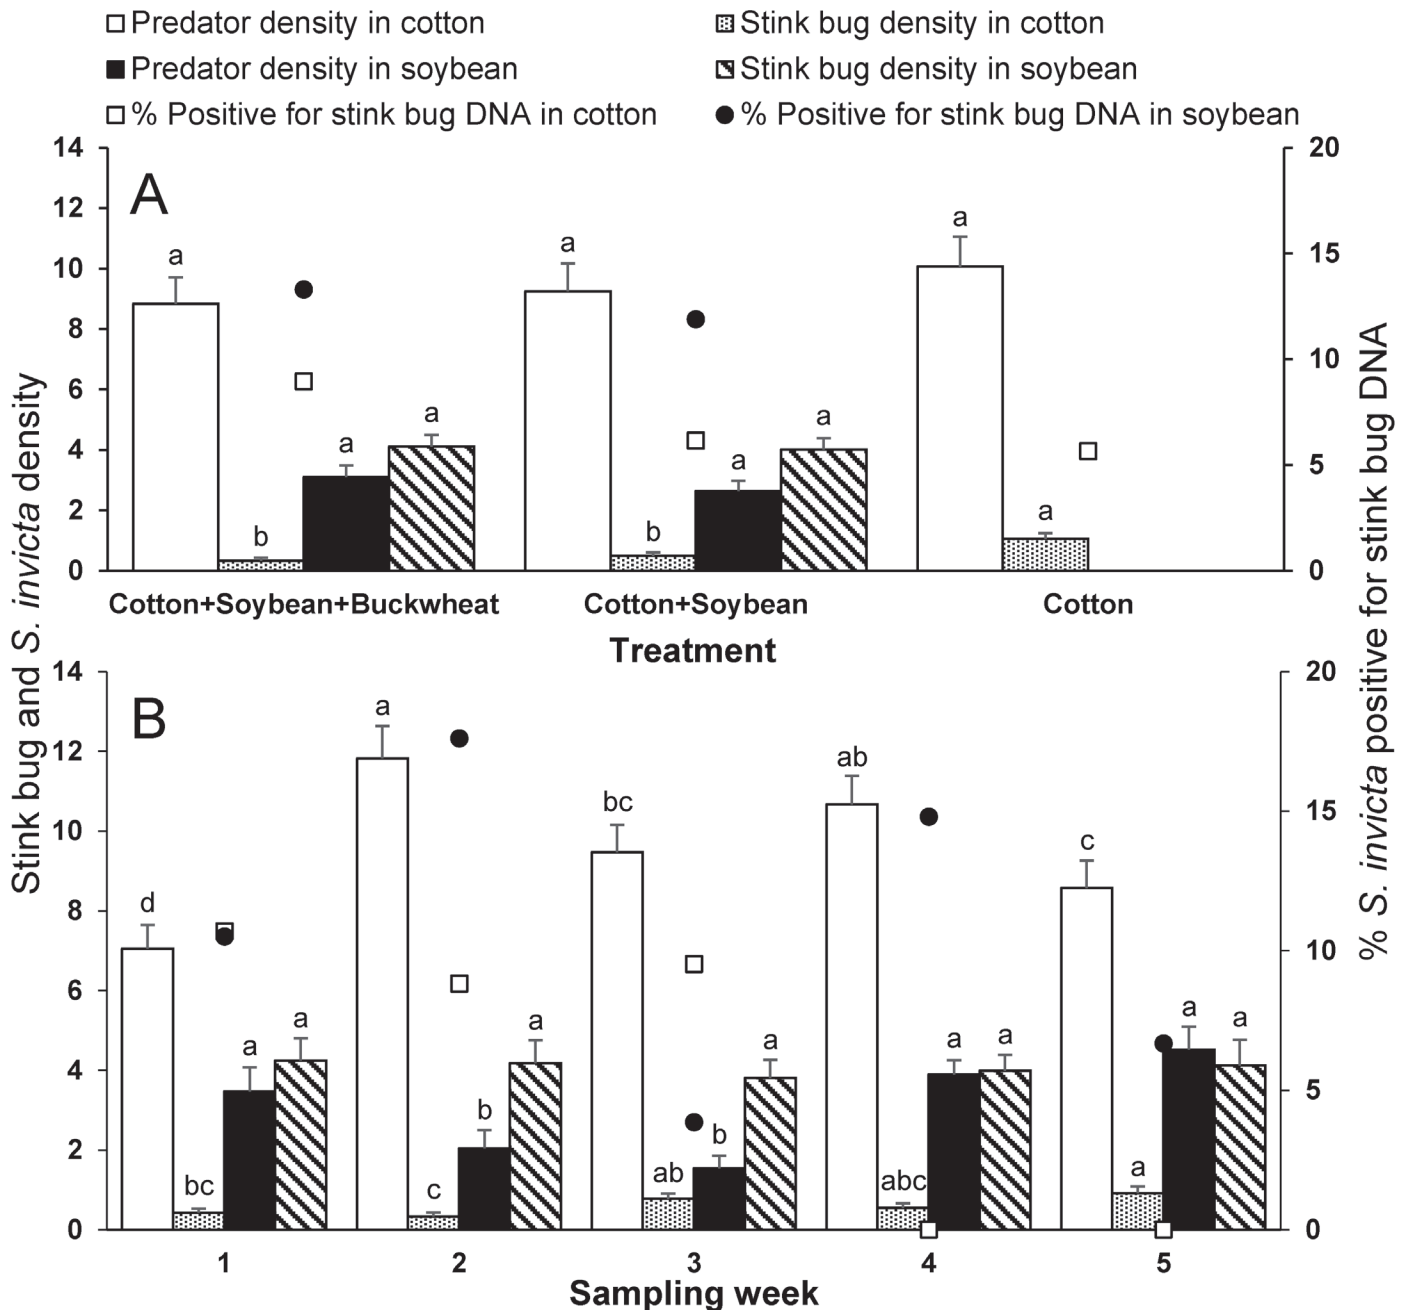 Predator density in cotton
Stink bug density in cotton
Predator density in soybean
Stink bug density in soybean
% Positive for stink bug DNA in cotton
% Positive for stink bug DNA in soybean
Stink bug and S. invicta density
% S. invicta positive for stink bug DNA
A
14
12
10
8
6
4
2
0
20
15
10
5
0
a
b
a
a
a
b
a
a
a
a
Cotton+Soybean+Buckwheat
Cotton+Soybean
Cotton
Treatment
B
14
12
10
8
6
4
2
0
20
15
10
5
0
d
bc
a
a
a
c
b
a
bc
ab
b
a
ab
abc
a
a
c
a
a
a
1
2
3
4
5
Sampling week